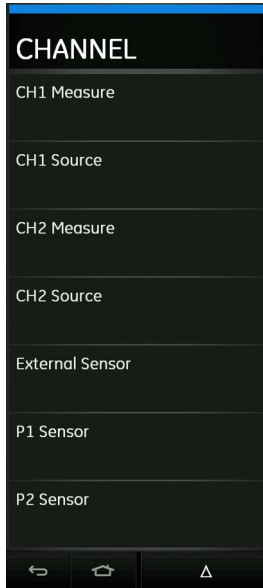 CHANNEL
CH1 Measure
CH1 Source
CH2 Measure
CH2 Source
External Sensor
P1 Sensor
P2 Sensor